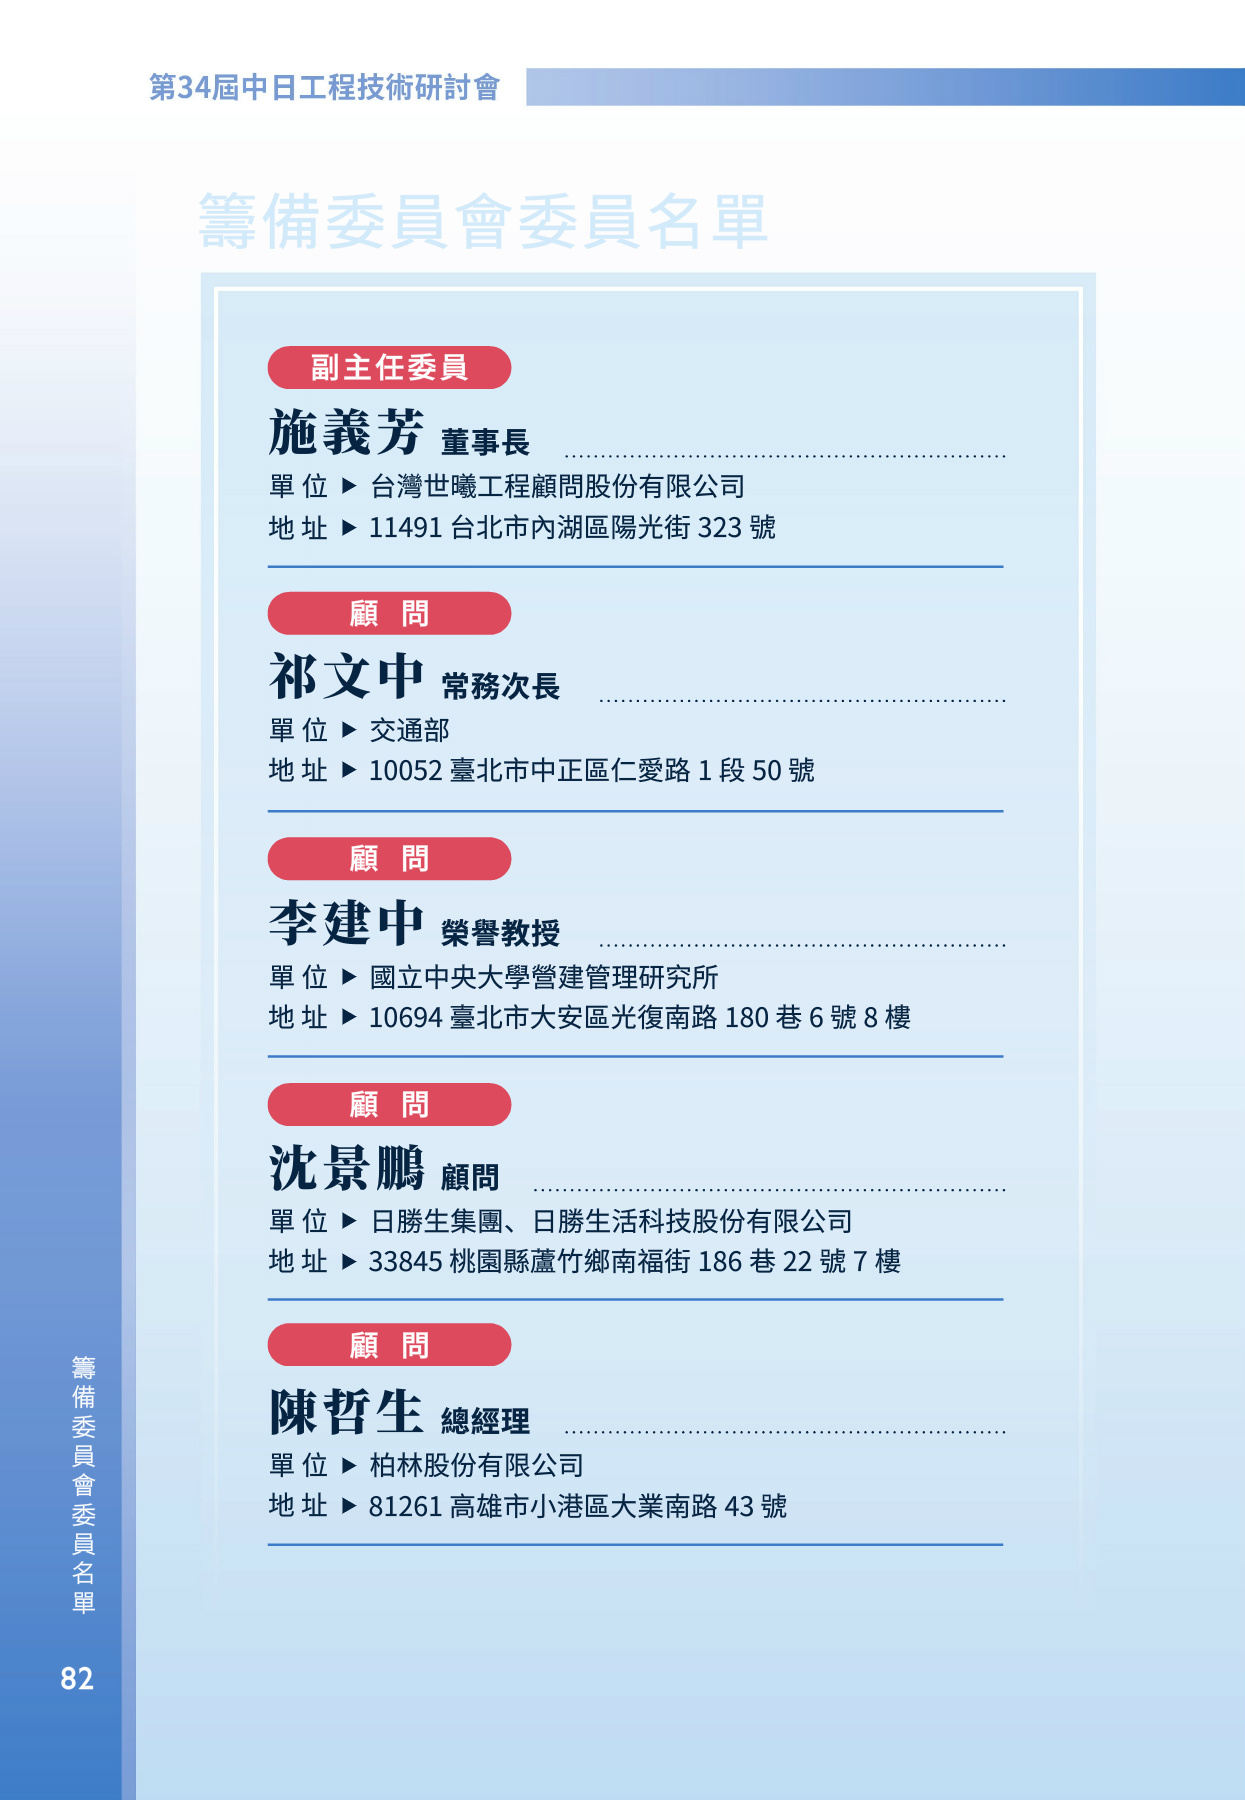 第34屆中日工程技術研討會
籌備委員會委員名單
副主任委員
施義芳 董事長
單位 ▶ 台灣世曦工程顧問股份有限公司
地址 ▶ 11491 台北市內湖區陽光街 323 號
顧 問
祁文中 常務次長
單位 ▶ 交通部
地址 ▶ 10052 臺北市中正區仁愛路 1 段 50 號
顧 問
李建中 榮譽教授
單位 ▶ 國立中央大學營建管理研究所
地址 ▶ 10694 臺北市大安區光復南路 180 巷 6 號 8 樓
顧 問
沈景鵬 顧問
單位 ▶ 日勝生集團、日勝生活科技股份有限公司
地址 ▶ 33845 桃園縣蘆竹鄉南福街 186 巷 22 號 7 樓
顧 問
陳哲生 總經理
單位 ▶ 柏林股份有限公司
地址 ▶ 81261 高雄市小港區大業南路 43 號
籌備委員會委員名單
82